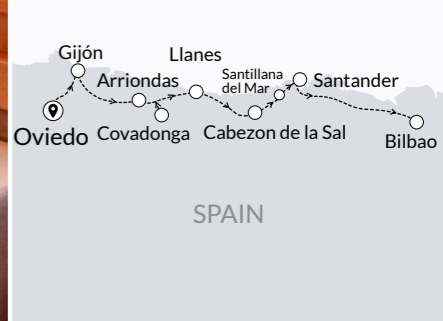 Gijón
Llanes
Arriondas
Santillana
del Mar
Santander
Oviedo
Covadonga
Cabezon de la Sal
Bilbao
SPAIN